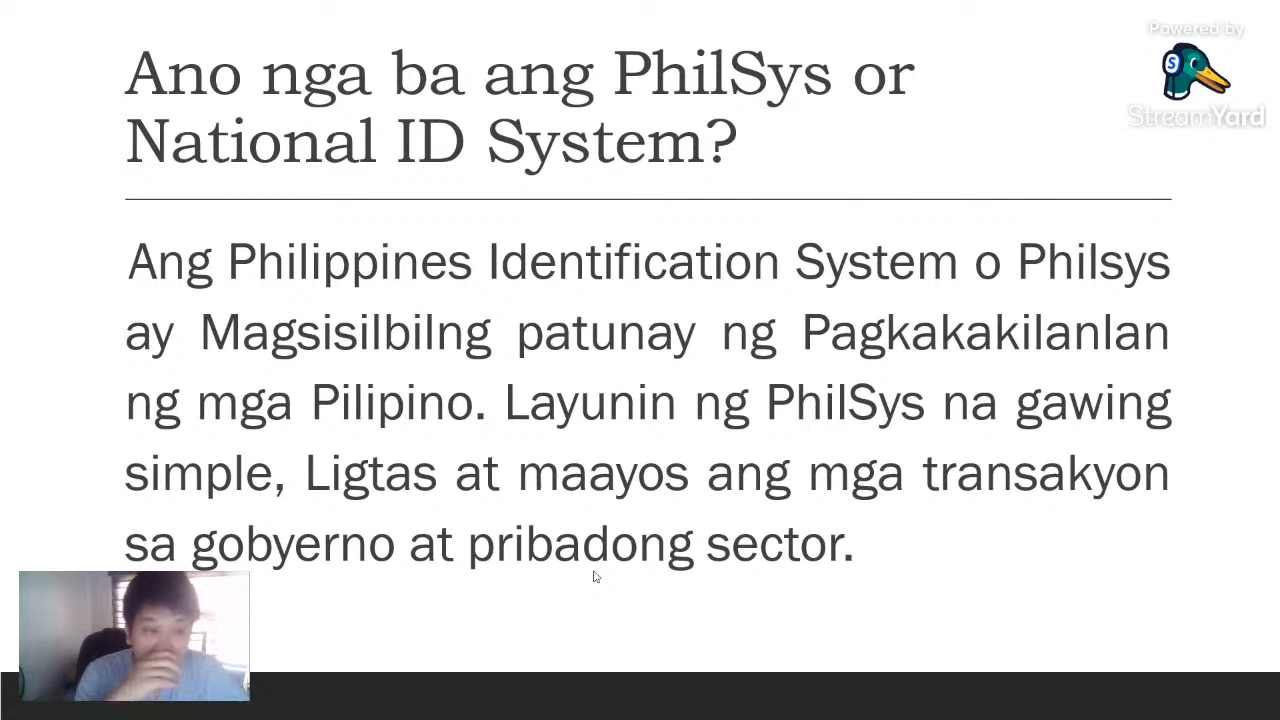 Powered by
StreamYard
Ano nga ba ang PhilSys or
National ID System?
Ang Philippines Identification System o Philsys
ay Magsisilbilng patunay ng Pagkakakilanlan
ng mga Pilipino. Layunin ng PhilSys na gawing
simple, Ligtas at maayos ang mga transakyon
sa gobyerno at pribadong sector.